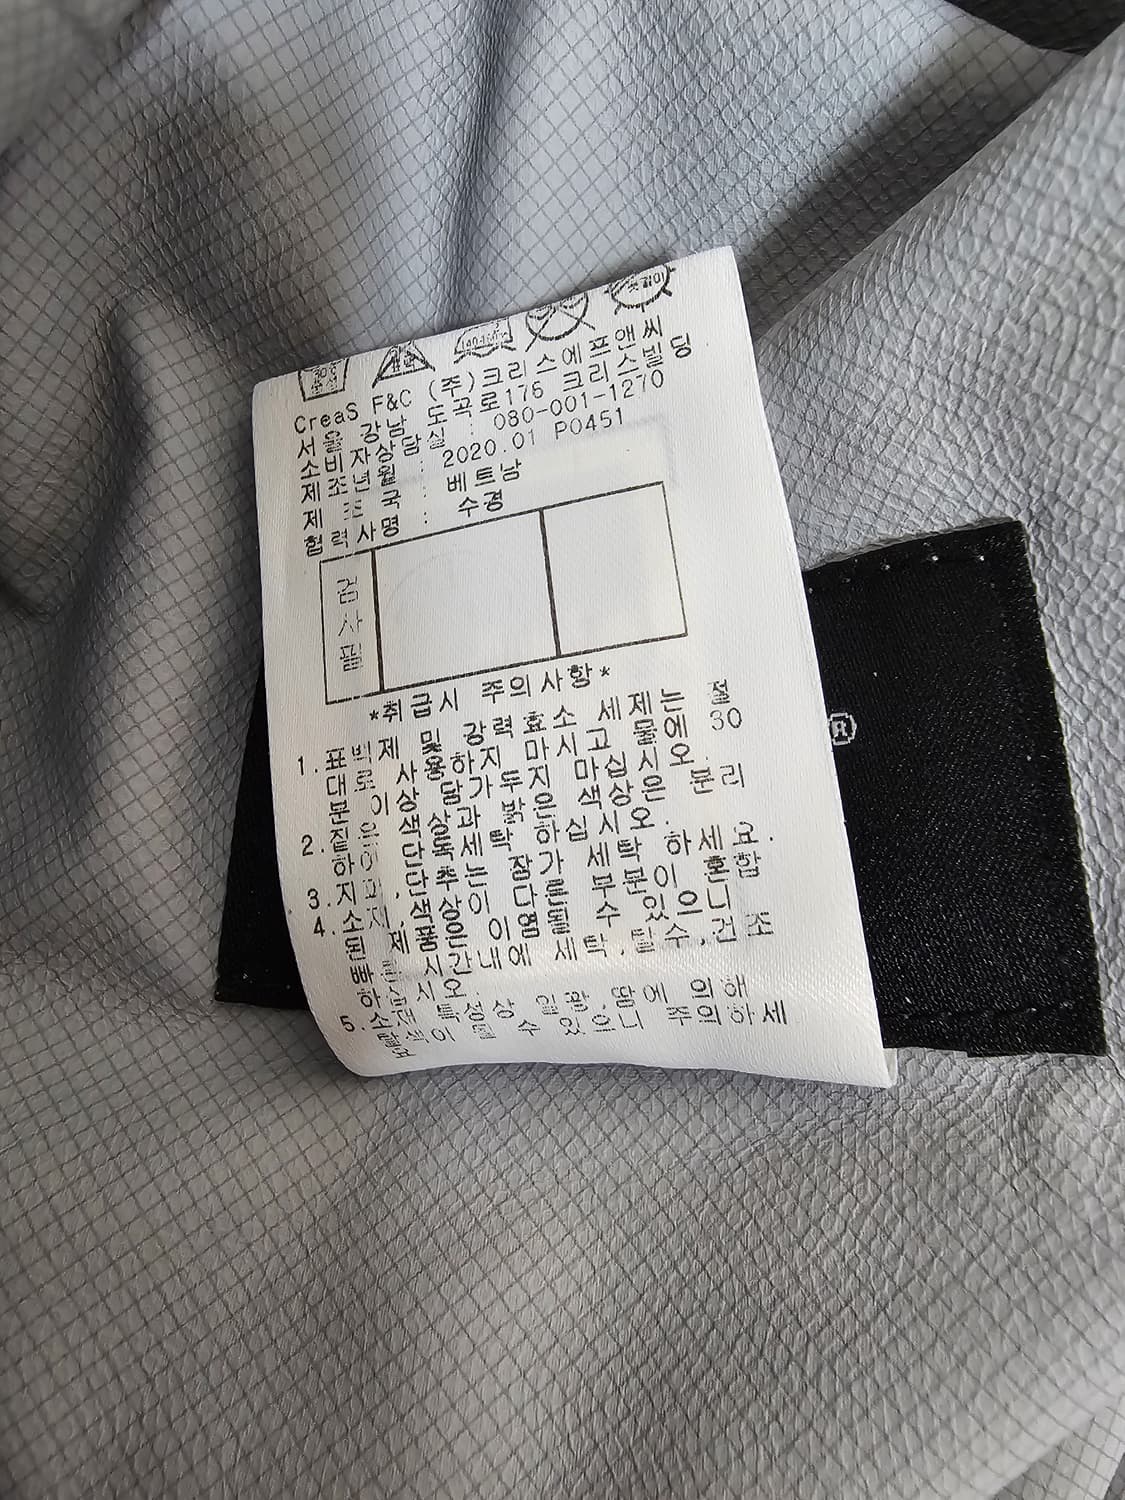 30℃
중성
100-140℃
옷걸이
CreaS F&C (주)크리스에프앤씨
서울 강남 도곡로176 크리스빌딩
소비자상담실 : 080-001-1270
제조년월 : 2020.01 P0451
제 조 국 : 베트남
협력사명 : 수경
검사필
*취급시 주의사항*
1.표백제 및 강력효소 세제는 절
대로 사용하지 마시고 물에 30
분이상 담가두지 마십시오.
2.짙은 색상과 밝은 색상은 분리
하여 단독세탁 하십시오.
3.지퍼,단추는 잠가 세탁 하세요.
4.소재,색상이 다른 부분이 혼합
된 제품은 이염될 수 있으니
빠른 시간내에 세탁,탈수,건조
하십시오.
5.소재 특성상 일광,땀에 의해
탈색이 될 수 있으니 주의하세
요
®